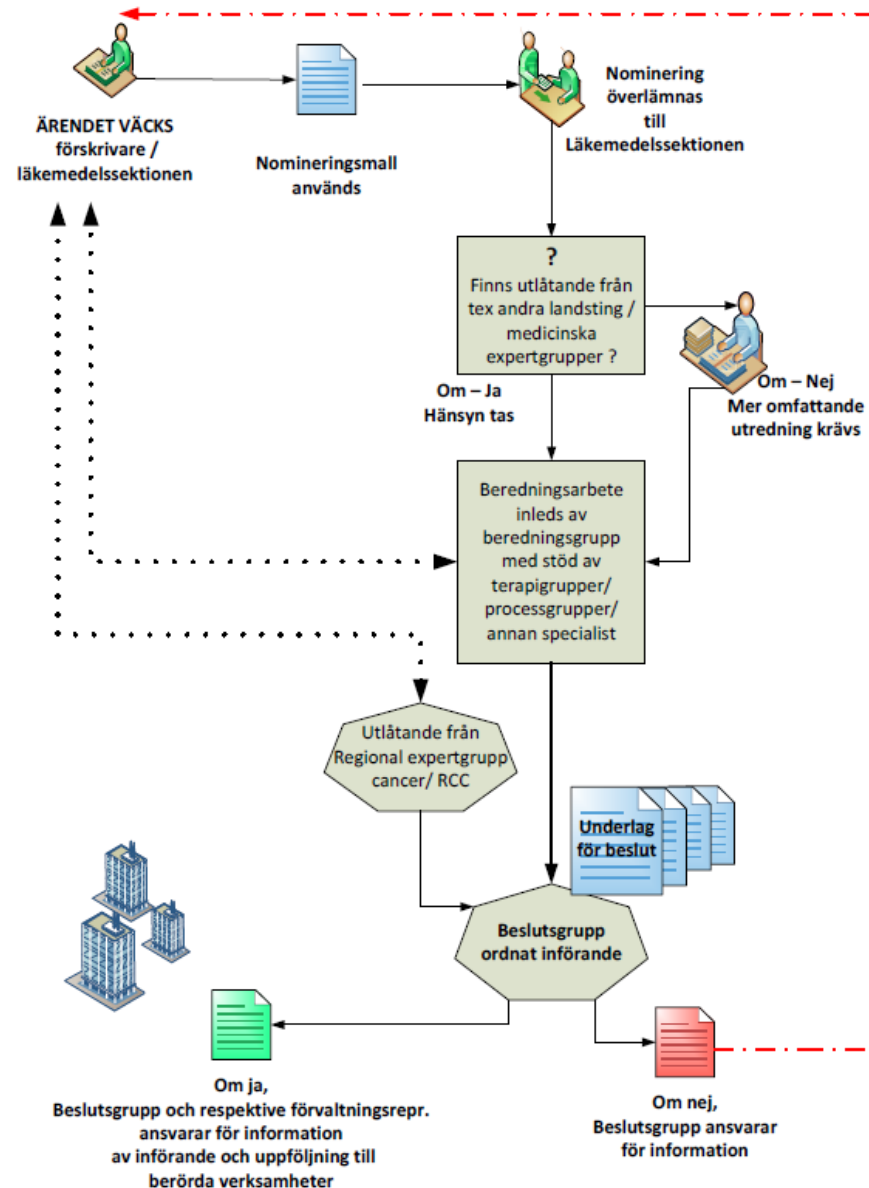 ÄRENDET VÄCKS
förskrivare /
läkemedelssektionen
Nomineringsmall
används
Nominering
överlämnas
till
Läkemedelssektionen
?
Finns utlåtande från
tex andra landsting /
medicinska
expertgrupper ?
Om – Ja
Hänsyn tas
Om – Nej
Mer omfattande
utredning krävs
Beredningsarbete
inleds av
beredningsgrupp
med stöd av
terapigrupper/
processgrupper/
annan specialist
Utlåtande från
Regional expertgrupp
cancer/ RCC
Underlag
för beslut
Beslutsgrupp
ordnat införande
Om ja,
Beslutsgrupp och respektive förvaltningsrepr.
ansvarar för information
av införande och uppföljning till
berörda verksamheter
Om nej,
Beslutsgrupp ansvarar
för information